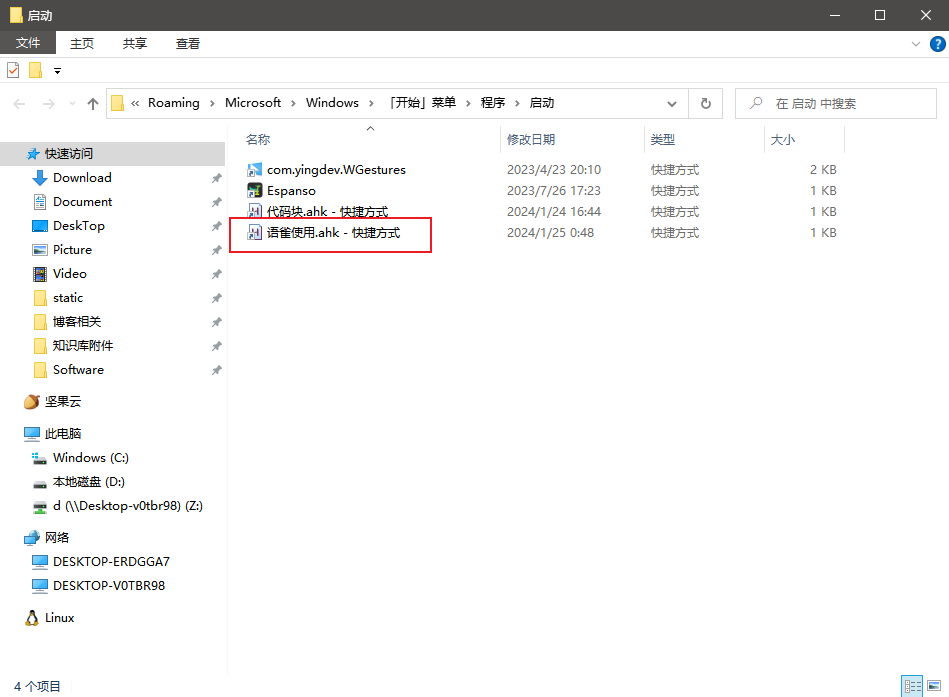 启动
文件 主页 共享 查看
« Roaming › Microsoft › Windows › 「开始」菜单 › 程序 › 启动
在 启动 中搜索
名称 修改日期 类型 大小
com.yingdev.WGestures 2023/4/23 20:10 快捷方式 2 KB
Espanso 2023/7/26 17:23 快捷方式 1 KB
代码块.ahk - 快捷方式 2024/1/24 16:44 快捷方式 1 KB
语雀使用.ahk - 快捷方式 2024/1/25 0:48 快捷方式 1 KB
快速访问
Download
Document
DeskTop
Picture
Video
static
博客相关
知识库附件
Software
坚果云
此电脑
Windows (C:)
本地磁盘 (D:)
d (\\Desktop-v0tbr98) (Z:)
网络
DESKTOP-ERDGGA7
DESKTOP-V0TBR98
Linux
4 个项目